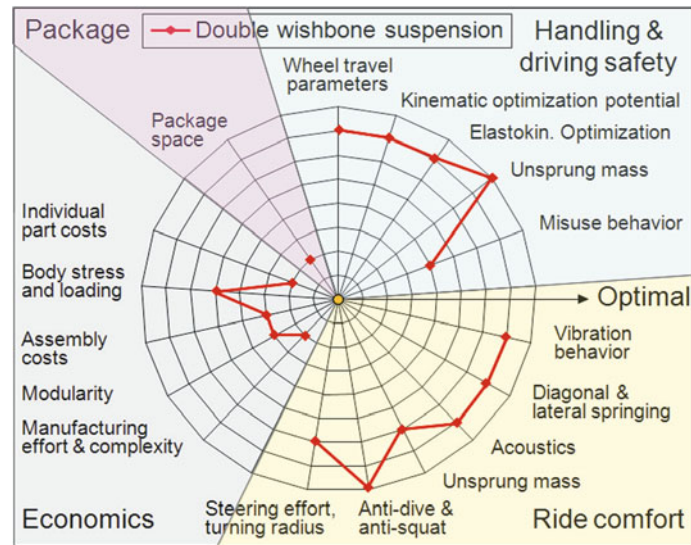 Package
Double wishbone suspension
Handling &
driving safety
Wheel travel
parameters
Kinematic optimization potential
Elastokin. Optimization
Unsprung mass
Misuse behavior
Package
space
Individual
part costs
Body stress
and loading
Assembly
costs
Modularity
Manufacturing
effort & complexity
Optimal
Vibration
behavior
Diagonal &
lateral springing
Acoustics
Unsprung mass
Anti-dive &
anti-squat
Steering effort,
turning radius
Economics
Ride comfort